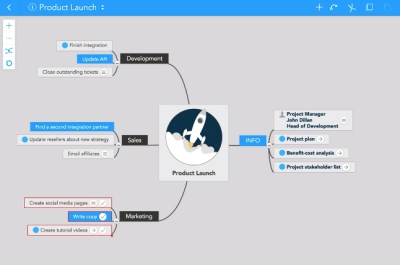 Product Launch
Finish integration
Update API
Close outstanding tickets
Development
Find a second integration partner
Update resellers about new strategy
Email affiliates
Sales
Create social media pages
Write copy
Create tutorial videos
Marketing
Product Launch
INFO
Project Manager
John Dillan
Head of Development
Project plan
Benefit-cost analysis
Project stakeholder list